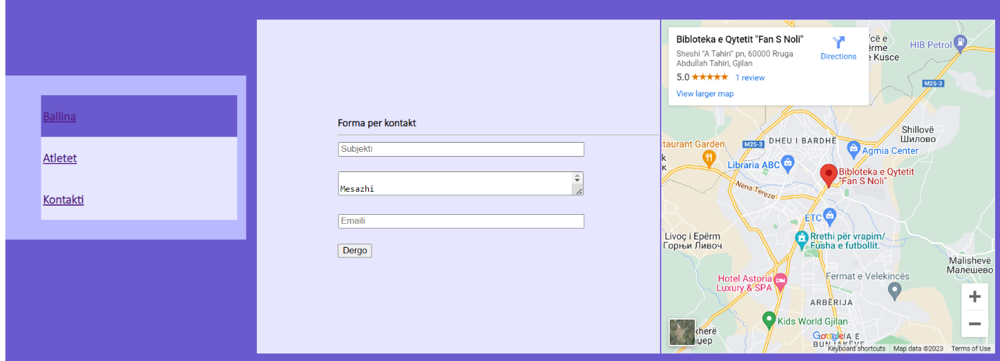 Ballina
Atletet
Kontakti
Forma per kontakt
Subjekti
Mesazhi
Emaili
Dergo
Bibloteka e Qytetit "Fan S Noli"
Sheshi "A Tahiri" pn, 60000 Rruga
Abdullah Tahiri, Gjilan
5.0
1 review
View larger map
Directions
HIB Petrol
Kusce
M25-3
Shillovë
Шилово
M25-3
DHEU I BARDHË
Garden
Agmia Center
Libraria ABC
Bibloteka e Qytetit
"Fan S Noli"
Nëna Tereze
ETC
Livoç i Epërm
Горњи Ливоч
Rrethi për vrapim/
Fusha e futbollit.
Malishevë
Малешево
Hotel Astoria
Luxury & SPA
Fermat e Velekincës
ARBËRIJA
Kids World Gjilan
Google
Keyboard shortcuts
Map data ©2023
Terms of Use